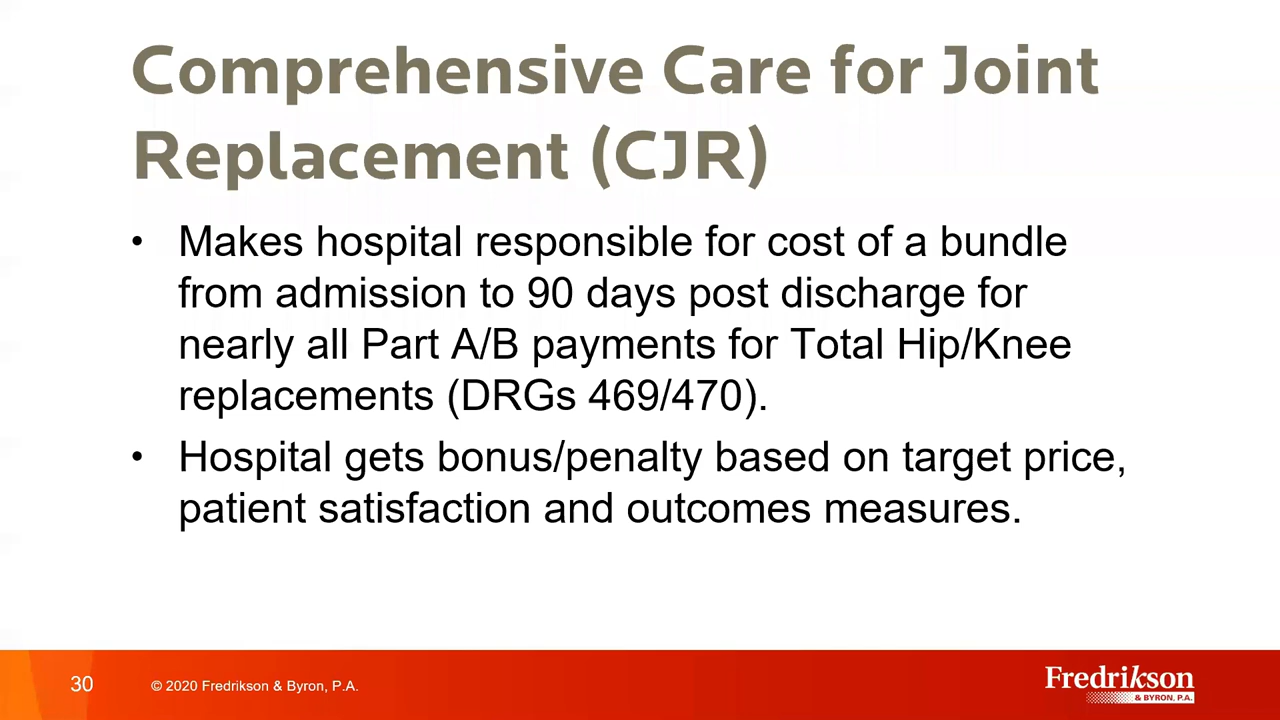 Comprehensive Care for Joint
Replacement (CJR)
• Makes hospital responsible for cost of a bundle
from admission to 90 days post discharge for
nearly all Part A/B payments for Total Hip/Knee
replacements (DRGs 469/470).
• Hospital gets bonus/penalty based on target price,
patient satisfaction and outcomes measures.
30
© 2020 Fredrikson & Byron, P.A.
Fredrikson
& BYRON, P.A.